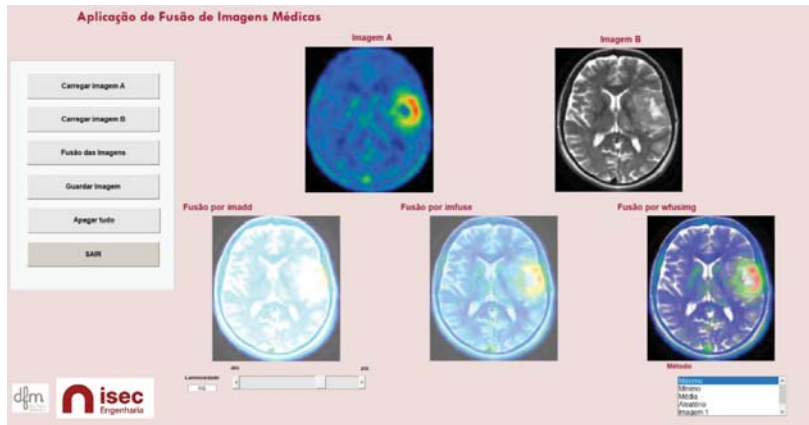 Aplicação de Fusão de Imagens Médicas
Imagem A
Imagem B
Carregar Imagem A
Carregar Imagem B
Fusão das Imagens
Guardar Imagem
Apagar tudo
SAIR
Fusão por imadd
Fusão por imfuse
Fusão por wfusimg
Luminosidade
Método
Máximo
Mínimo
Média
Aleatório
Imagem 1
dfm
isec
Engenharia